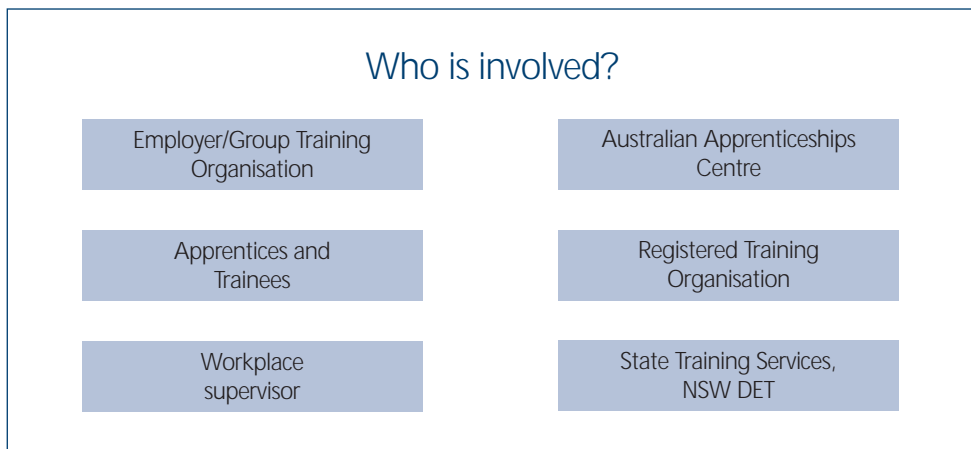 Who is involved?
Employer/Group Training
Organisation
Australian Apprenticeships
Centre
Apprentices and
Trainees
Registered Training
Organisation
Workplace
supervisor
State Training Services,
NSW DET